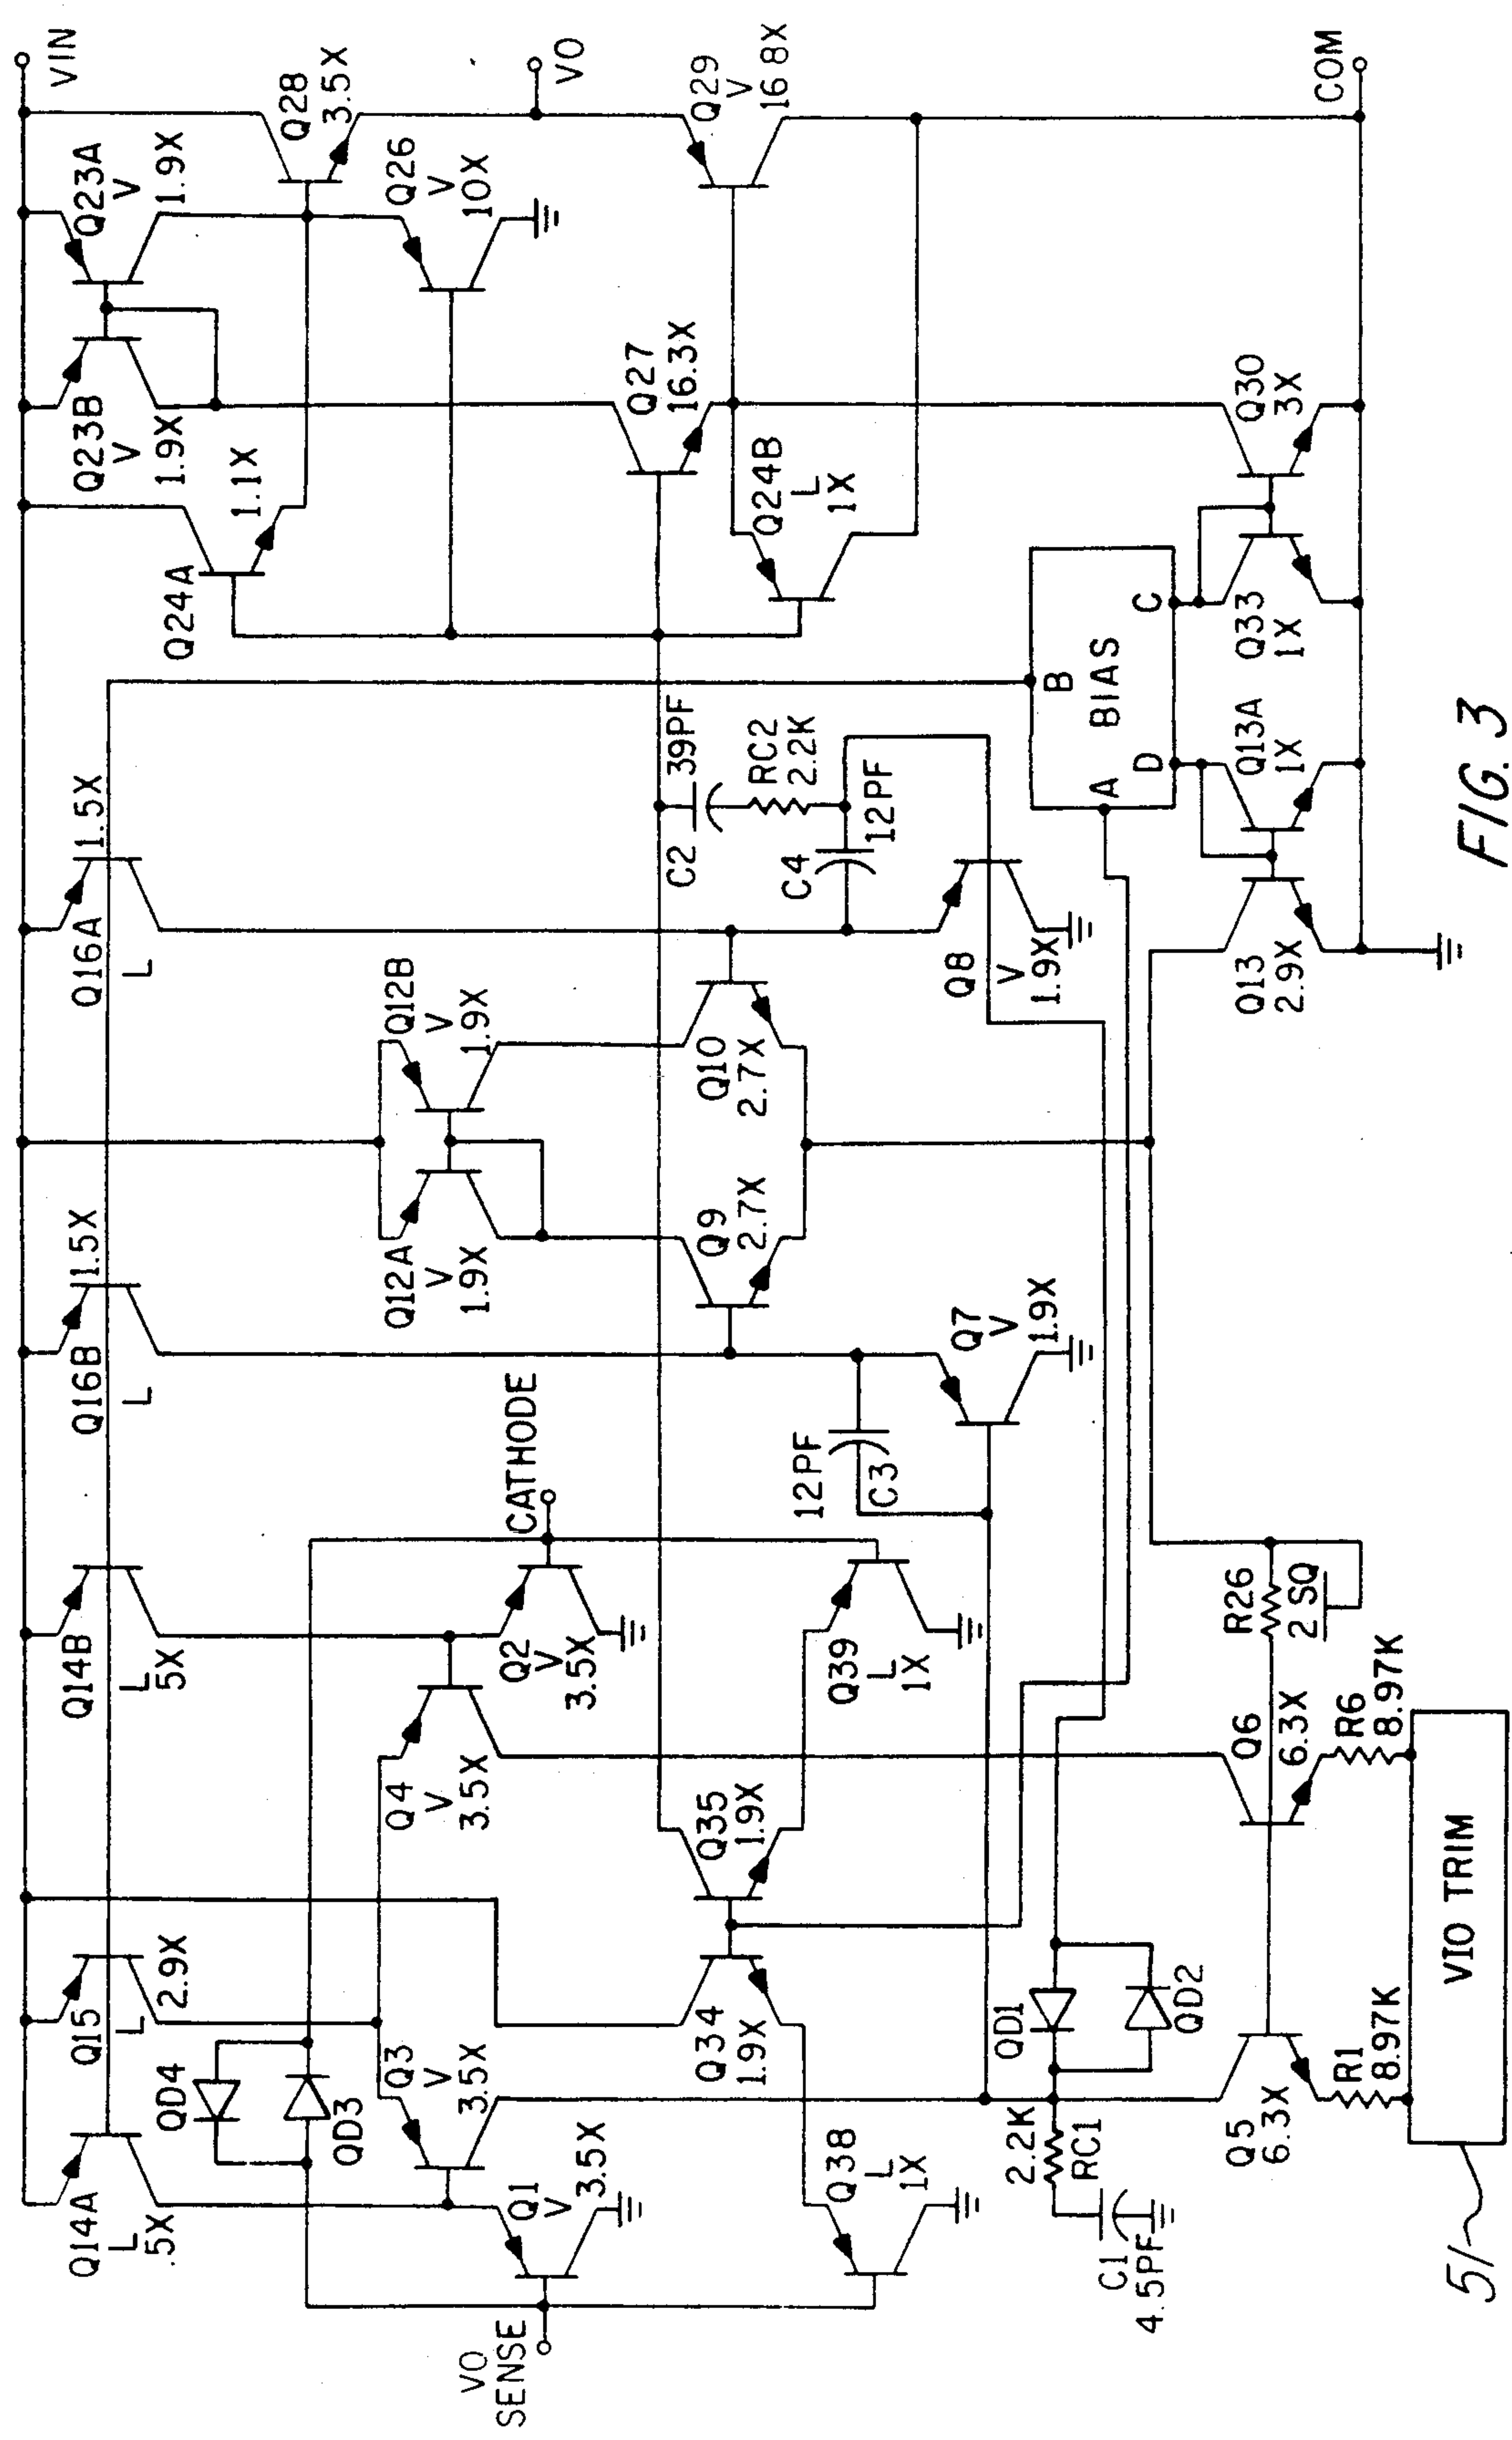 VIN
Q14A
L
.5X
Q15
L
2.9X
Q14B
L
5X
Q16B
L
1.5X
Q16A
L
1.5X
Q23B
V
1.9X
Q23A
V
1.9X
Q24A
1.1X
Q28
3.5X
QD4
QD3
Q3
V
3.5X
Q4
V
3.5X
Q12A
V
1.9X
Q12B
V
1.9X
Q26
V
10X
VO
VO
SENSE
Q1
V
3.5X
Q2
V
3.5X
CATHODE
Q27
16.3X
Q29
V
16 8X
Q34
1.9X
Q35
1.9X
Q9
2.7X
Q10
2.7X
C2
39PF
RC2
2.2K
Q24B
L
1X
Q38
L
1X
Q39
L
1X
12PF
C3
C4
12PF
Q7
V
1.9X
Q8
V
1.9X
2.2K
RC1
C1
4.5PF
QD1
QD2
A
B
BIAS
C
D
Q5
6.3X
Q6
6.3X
R26
2 SQ
Q13
2.9X
Q13A
1X
Q33
1X
Q30
3X
COM
R1
8.97K
R6
8.97K
VIO TRIM
51
FIG. 3